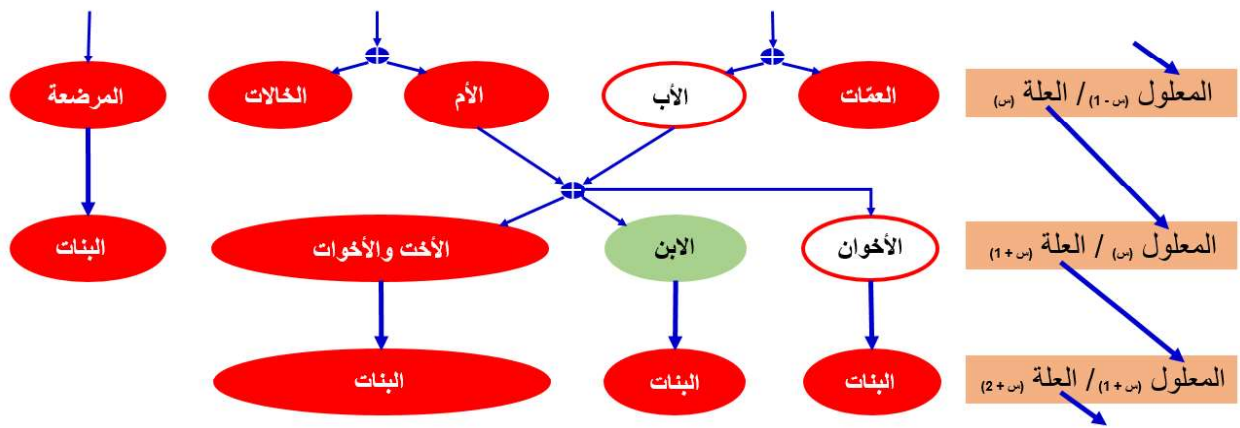 المعلول (س - 1) / العلة (س)
العمّات
الأب
الأم
الخالات
المرضعة
المعلول (س) / العلة (س + 1)
الأخوان
الابن
الأخت والأخوات
البنات
المعلول (س + 1) / العلة (س + 2)
البنات
البنات
البنات